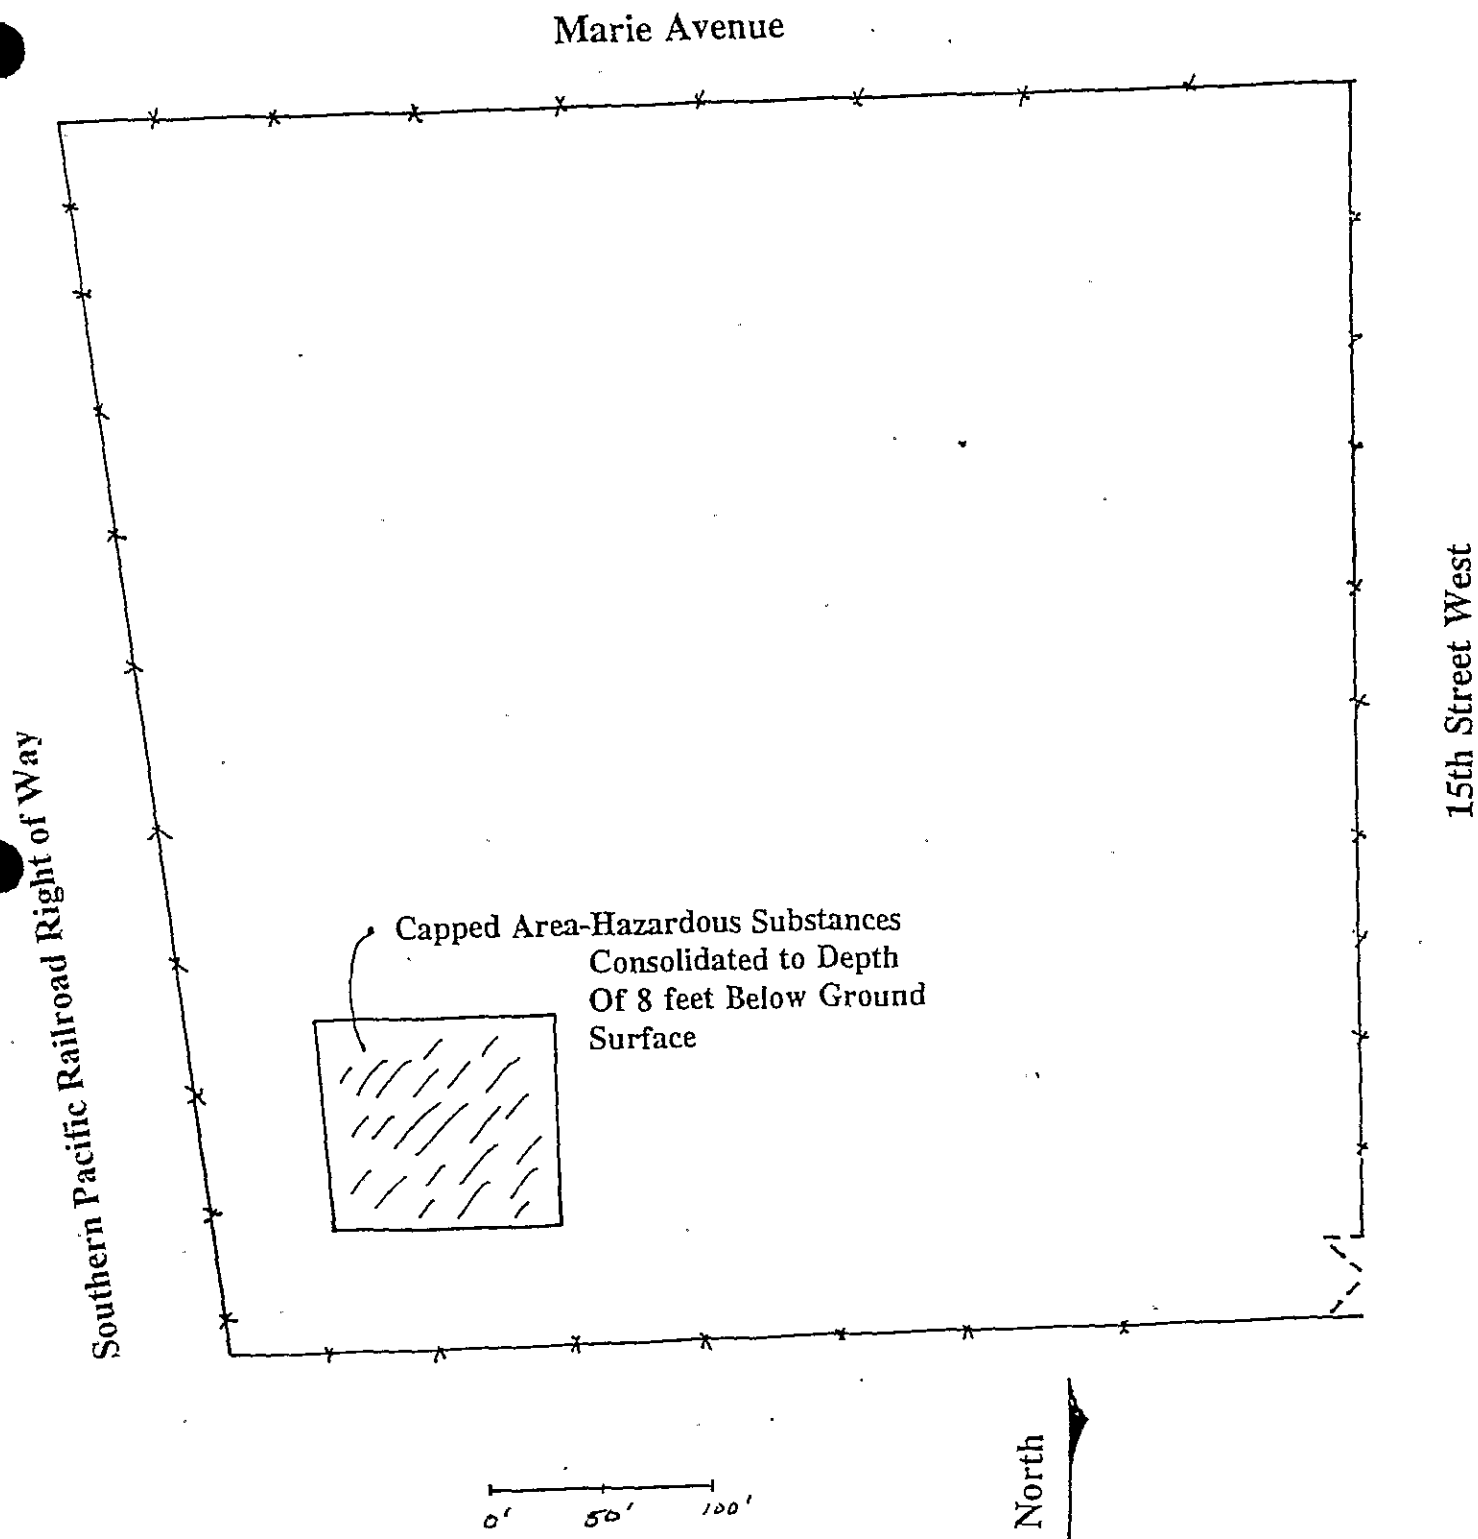 Marie Avenue
15th Street West
Southern Pacific Railroad Right of Way
Capped Area-Hazardous Substances
Consolidated to Depth
Of 8 feet Below Ground
Surface
North
0' 50' 100'